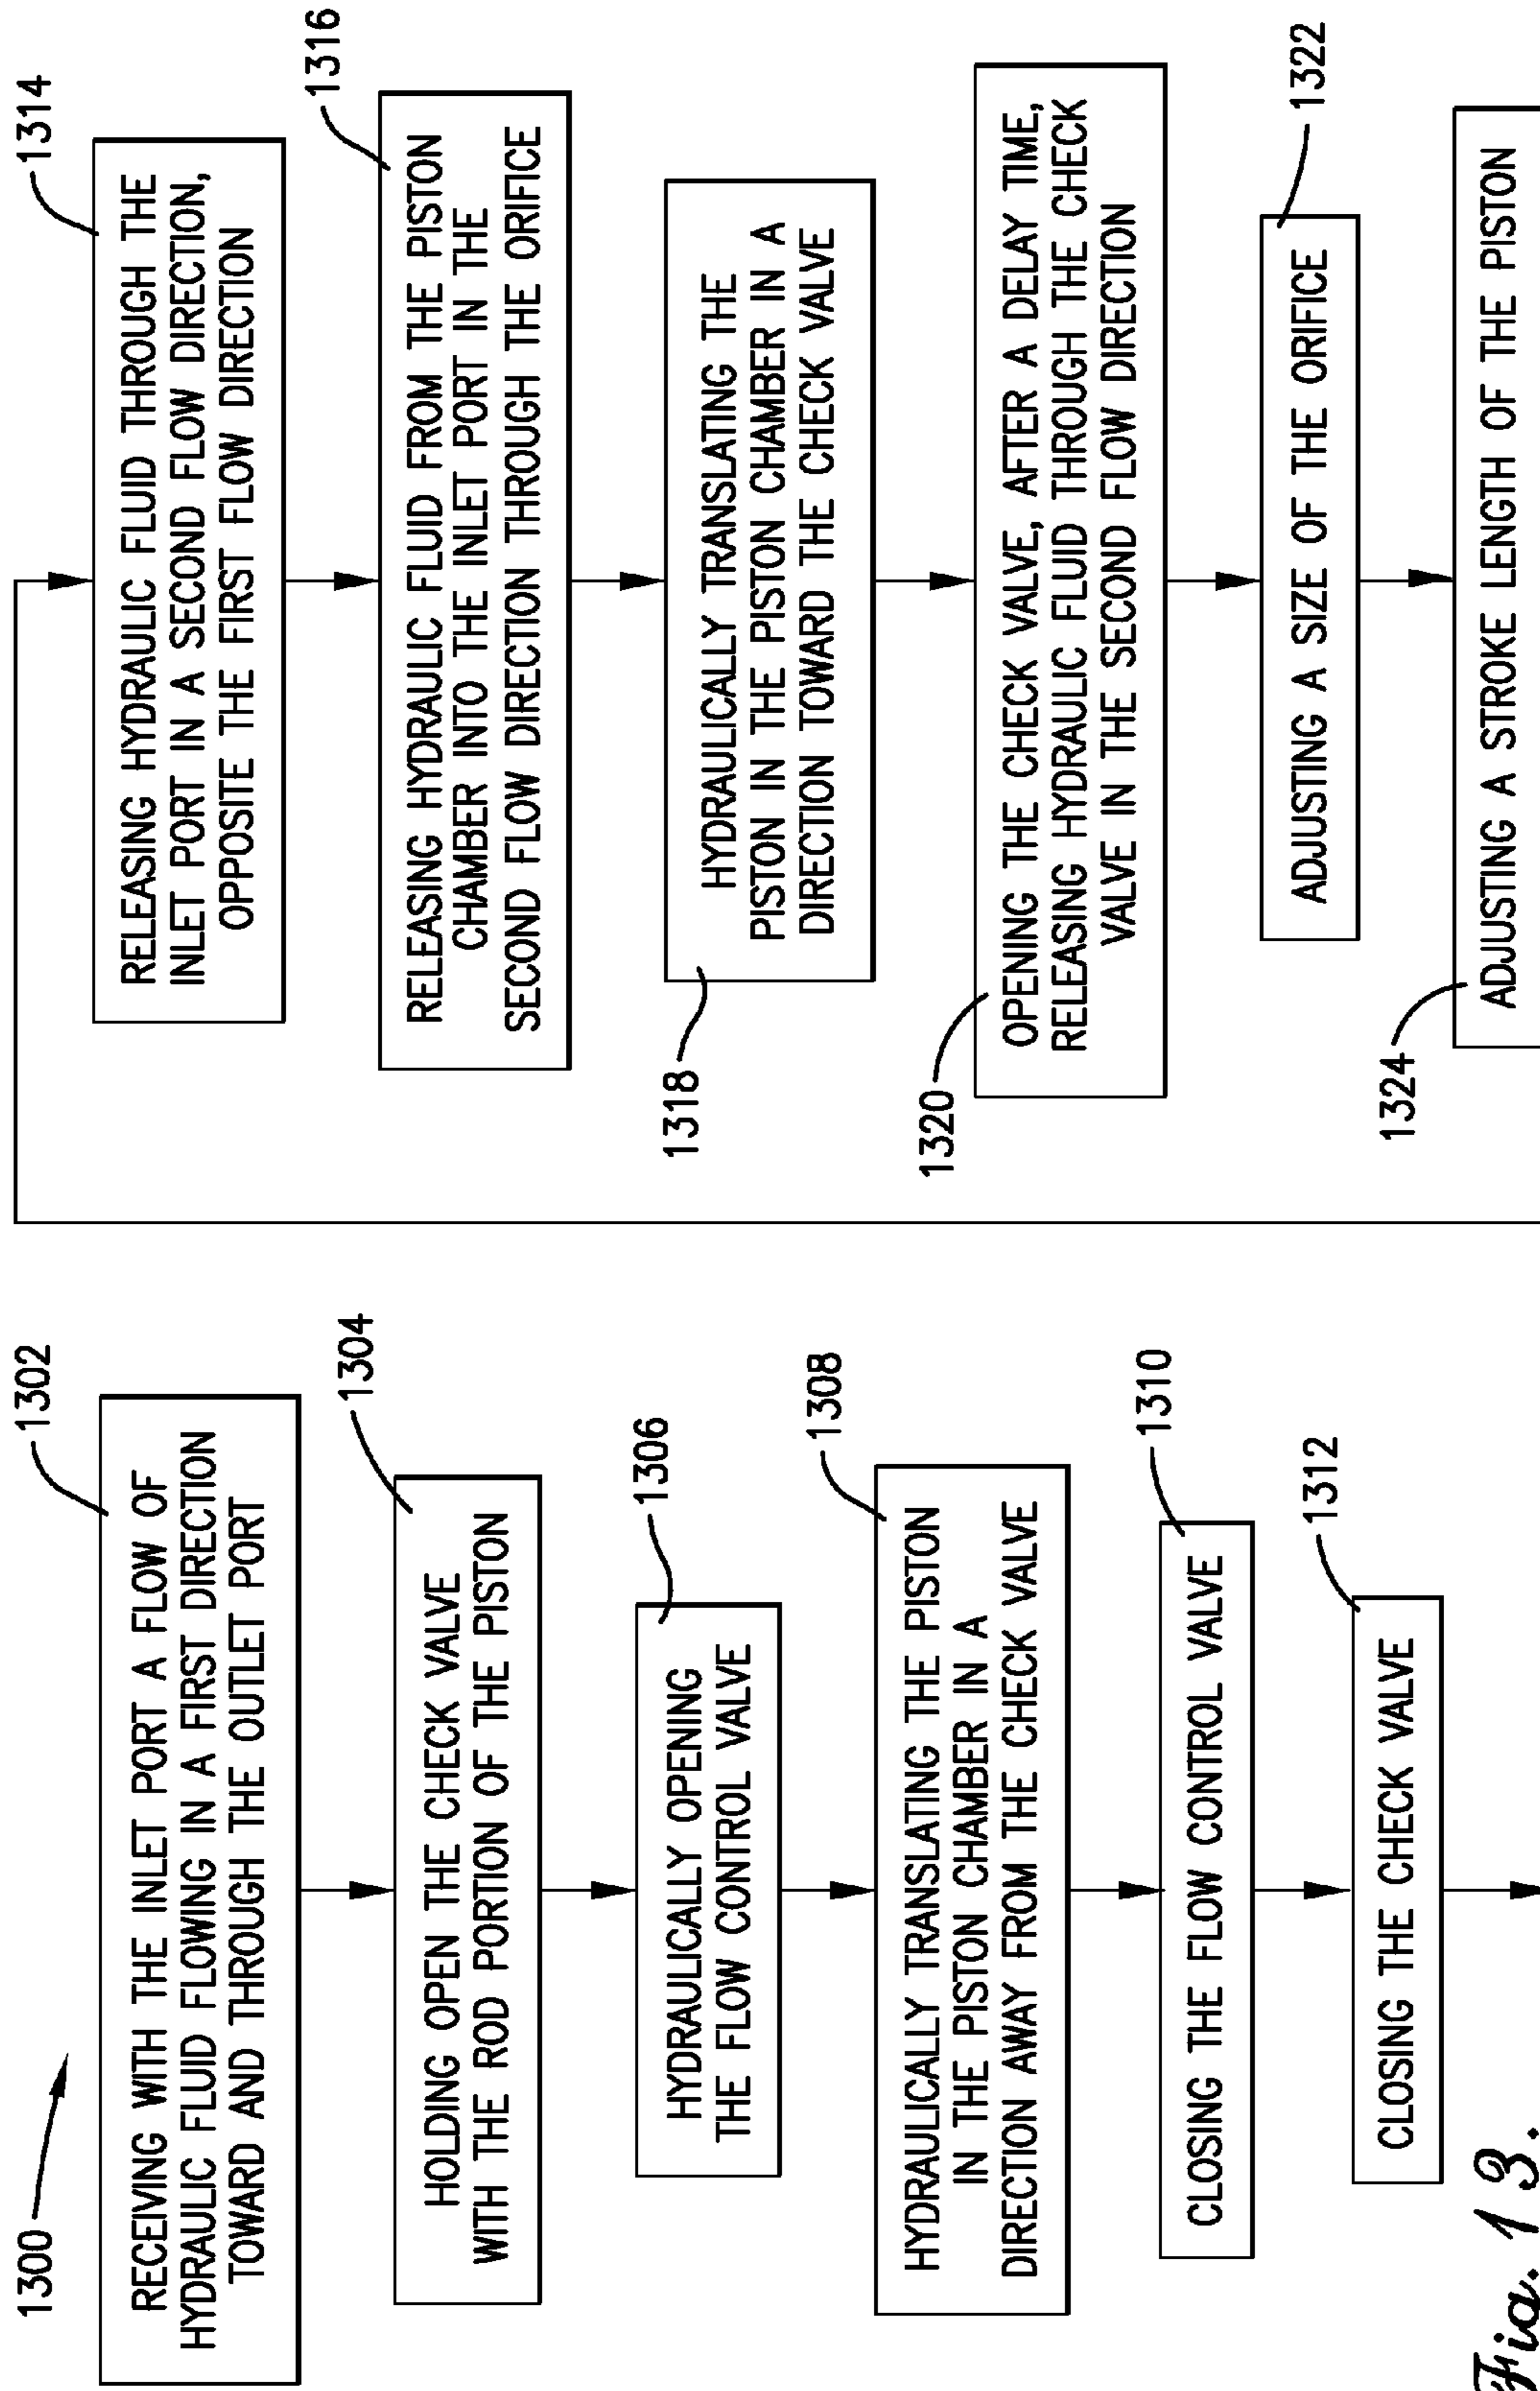 1300
1302
RECEIVING WITH THE INLET PORT A FLOW OF
HYDRAULIC FLUID FLOWING IN A FIRST DIRECTION
TOWARD AND THROUGH THE OUTLET PORT
1304
HOLDING OPEN THE CHECK VALVE
WITH THE ROD PORTION OF THE PISTON
1306
HYDRAULICALLY OPENING
THE FLOW CONTROL VALVE
1308
HYDRAULICALLY TRANSLATING THE PISTON
IN THE PISTON CHAMBER IN A
DIRECTION AWAY FROM THE CHECK VALVE
1310
CLOSING THE FLOW CONTROL VALVE
1312
CLOSING THE CHECK VALVE
1314
RELEASING HYDRAULIC FLUID THROUGH THE
INLET PORT IN A SECOND FLOW DIRECTION,
OPPOSITE THE FIRST FLOW DIRECTION
1316
RELEASING HYDRAULIC FLUID FROM THE PISTON
CHAMBER INTO THE INLET PORT IN THE
SECOND FLOW DIRECTION THROUGH THE ORIFICE
1318
HYDRAULICALLY TRANSLATING THE
PISTON IN THE PISTON CHAMBER IN A
DIRECTION TOWARD THE CHECK VALVE
1320
OPENING THE CHECK VALVE, AFTER A DELAY TIME,
RELEASING HYDRAULIC FLUID THROUGH THE CHECK
VALVE IN THE SECOND FLOW DIRECTION
1322
ADJUSTING A SIZE OF THE ORIFICE
1324
ADJUSTING A STROKE LENGTH OF THE PISTON
Fig. 13.